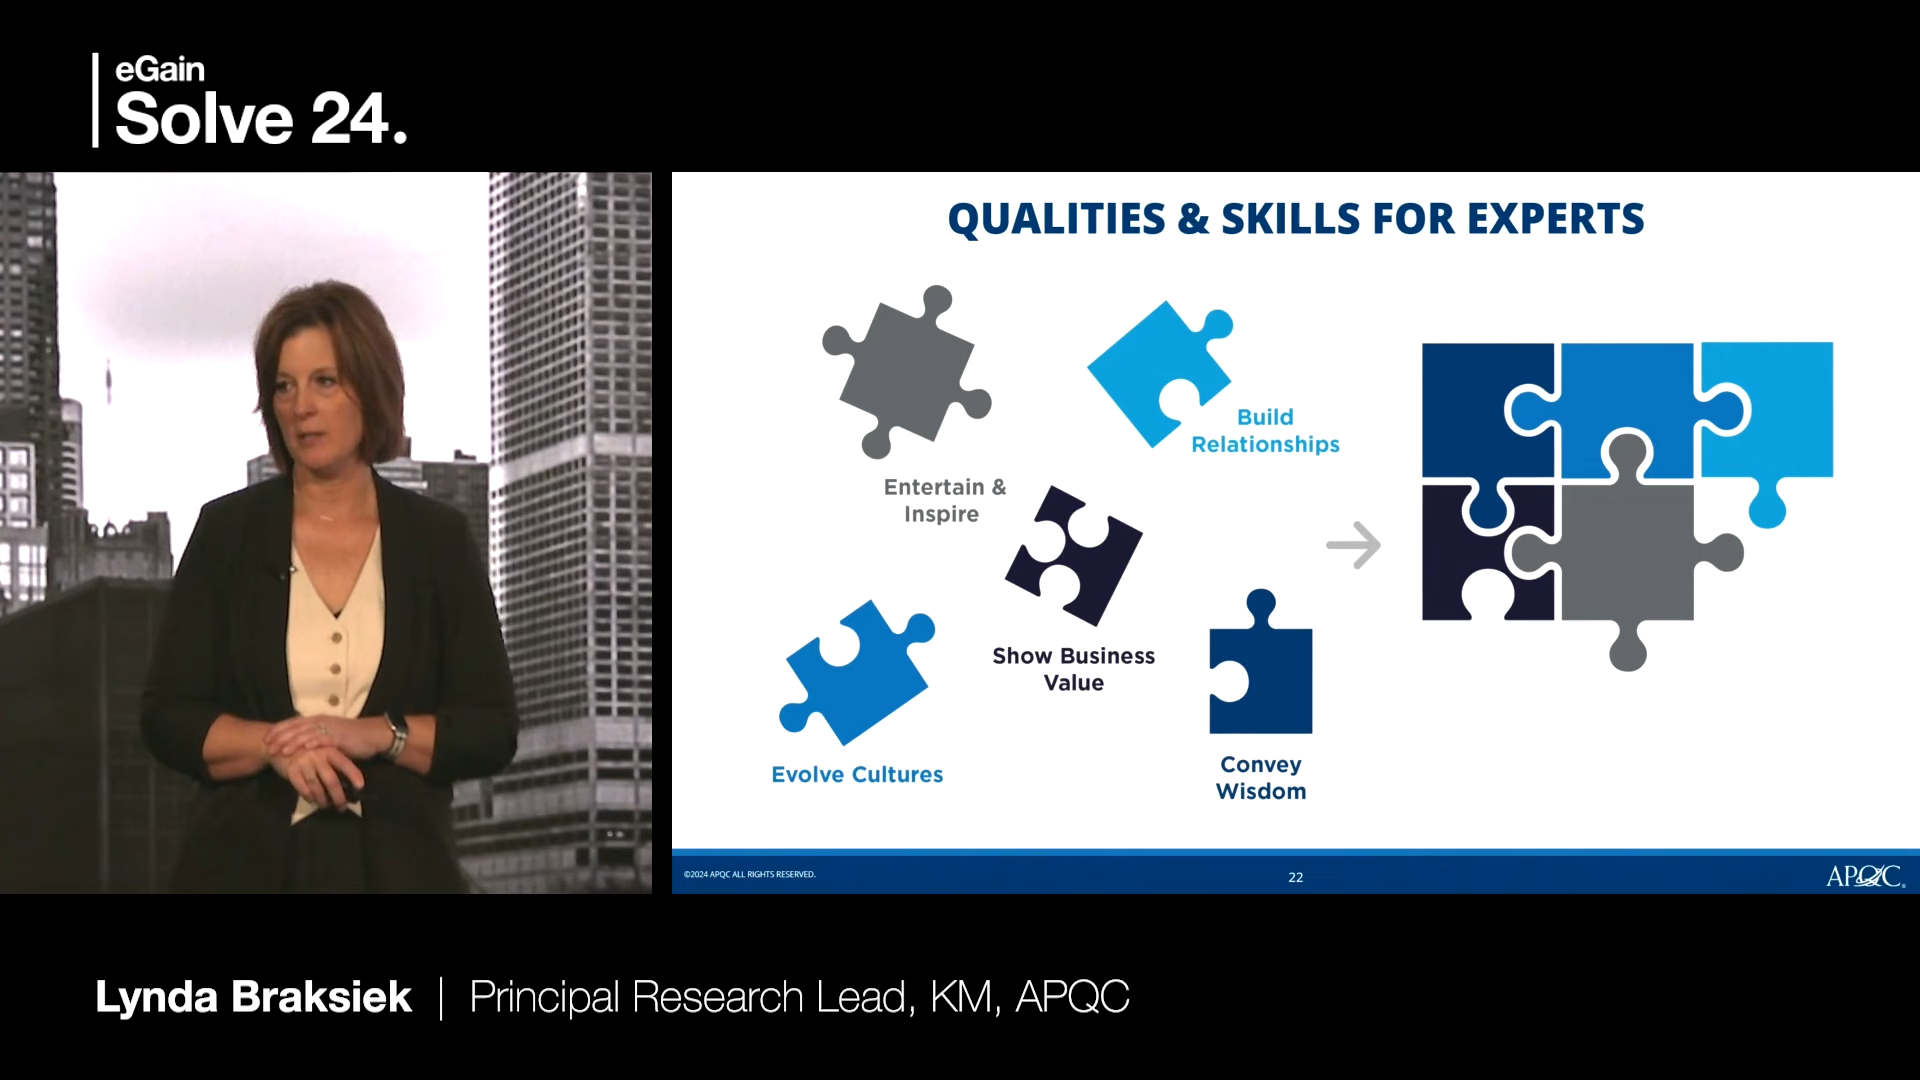 eGain
Solve 24.
QUALITIES & SKILLS FOR EXPERTS
Build
Relationships
Entertain &
Inspire
Show Business
Value
Convey
Wisdom
Evolve Cultures
©2024 APQC ALL RIGHTS RESERVED.
22
APQC
Lynda Braksiek | Principal Research Lead, KM, APQC